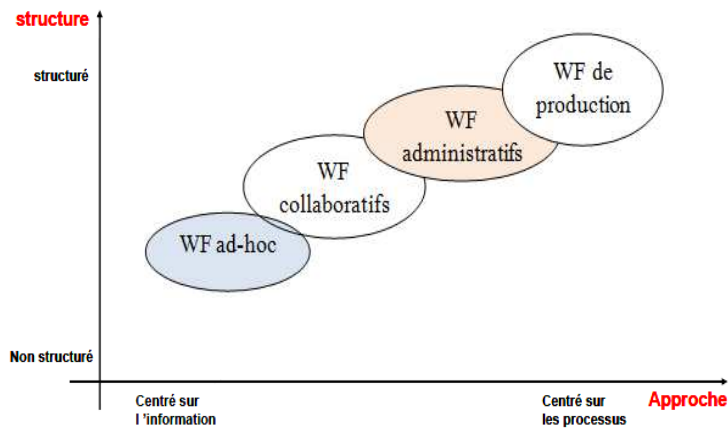 structure
structuré
WF de
production
WF
administratifs
WF
collaboratifs
WF ad-hoc
Non structuré
Centré sur
l 'information
Centré sur
les processus
Approche